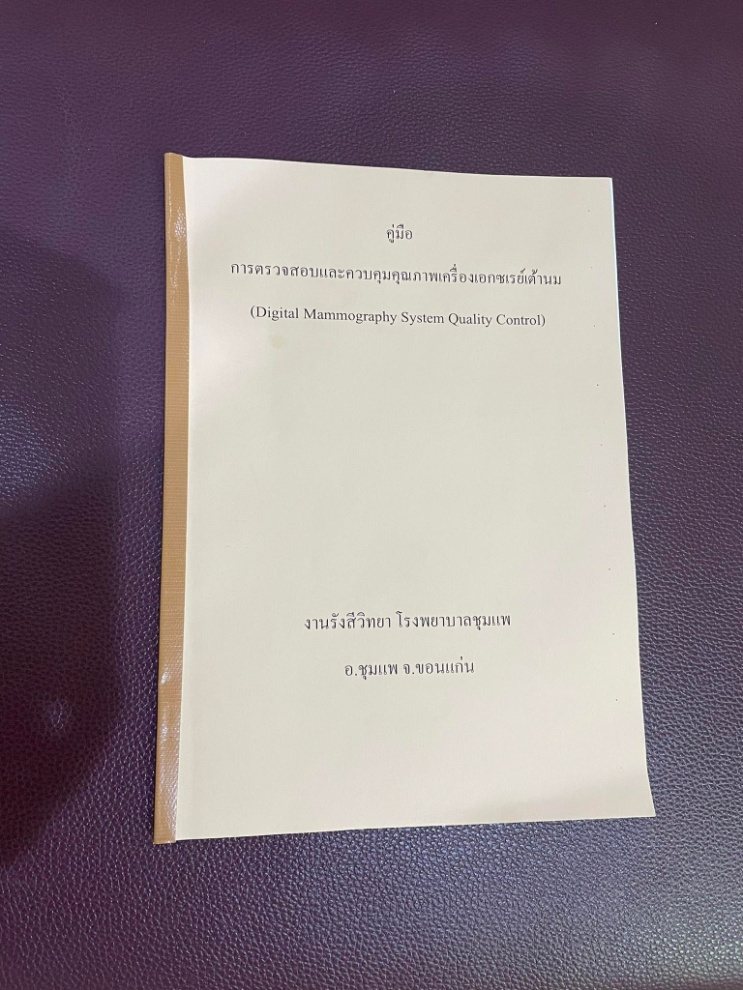 คู่มือ
การตรวจสอบและควบคุมคุณภาพเครื่องเอกซเรย์เต้านม
(Digital Mammography System Quality Control)
งานรังสีวิทยา โรงพยาบาลชุมแพ
อ.ชุมแพ จ.ขอนแก่น